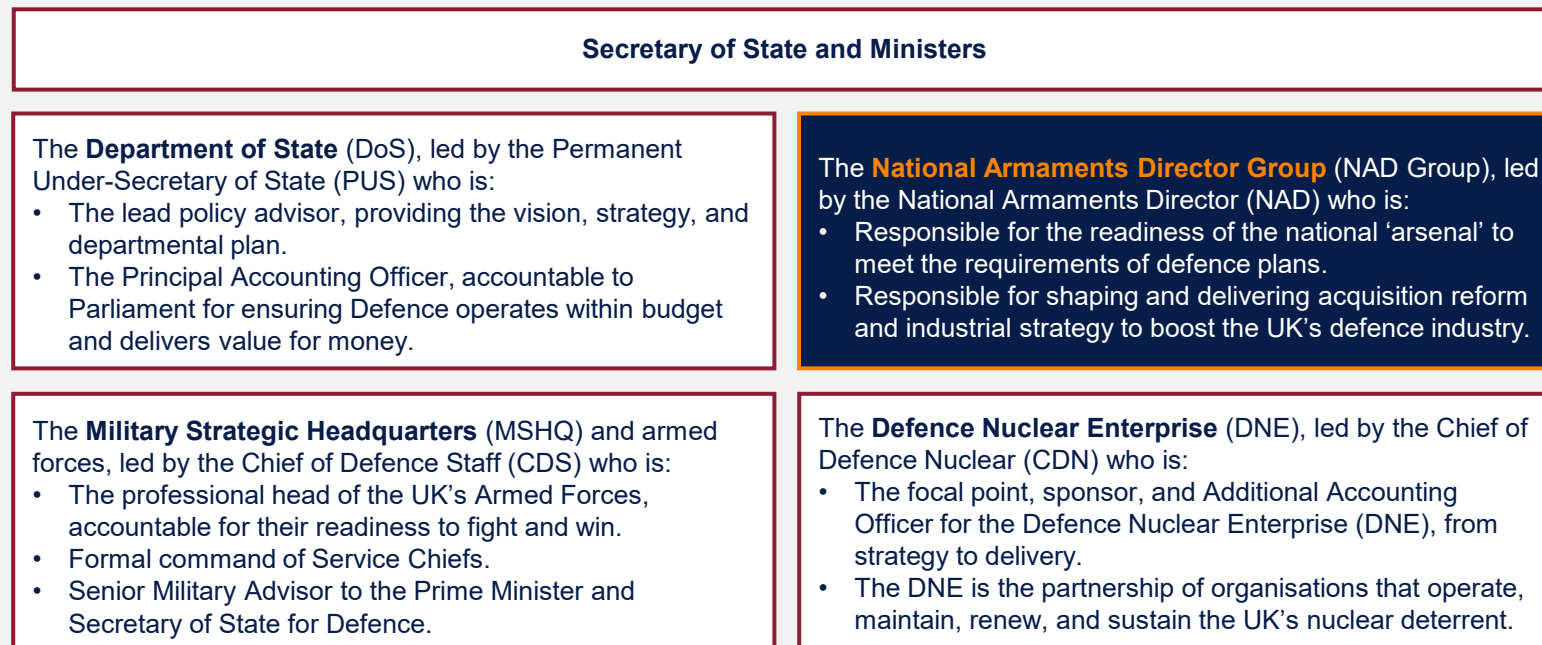 Secretary of State and Ministers
The Department of State (DoS), led by the Permanent
Under-Secretary of State (PUS) who is:
• The lead policy advisor, providing the vision, strategy, and
departmental plan.
• The Principal Accounting Officer, accountable to
Parliament for ensuring Defence operates within budget
and delivers value for money.
The National Armaments Director Group (NAD Group), led
by the National Armaments Director (NAD) who is:
• Responsible for the readiness of the national ‘arsenal’ to
meet the requirements of defence plans.
• Responsible for shaping and delivering acquisition reform
and industrial strategy to boost the UK’s defence industry.
The Military Strategic Headquarters (MSHQ) and armed
forces, led by the Chief of Defence Staff (CDS) who is:
• The professional head of the UK’s Armed Forces,
accountable for their readiness to fight and win.
• Formal command of Service Chiefs.
• Senior Military Advisor to the Prime Minister and
Secretary of State for Defence.
The Defence Nuclear Enterprise (DNE), led by the Chief of
Defence Nuclear (CDN) who is:
• The focal point, sponsor, and Additional Accounting
Officer for the Defence Nuclear Enterprise (DNE), from
strategy to delivery.
• The DNE is the partnership of organisations that operate,
maintain, renew, and sustain the UK’s nuclear deterrent.